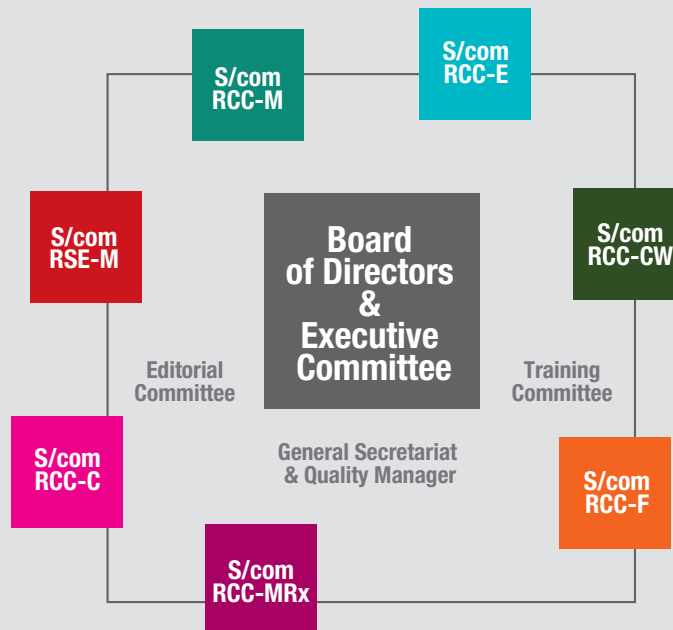 S/com
RCC-M
S/com
RCC-E
S/com
RSE-M
S/com
RCC-CW
Board
of Directors
&
Executive
Committee
Editorial
Committee
Training
Committee
General Secretariat
& Quality Manager
S/com
RCC-C
S/com
RCC-F
S/com
RCC-MRx